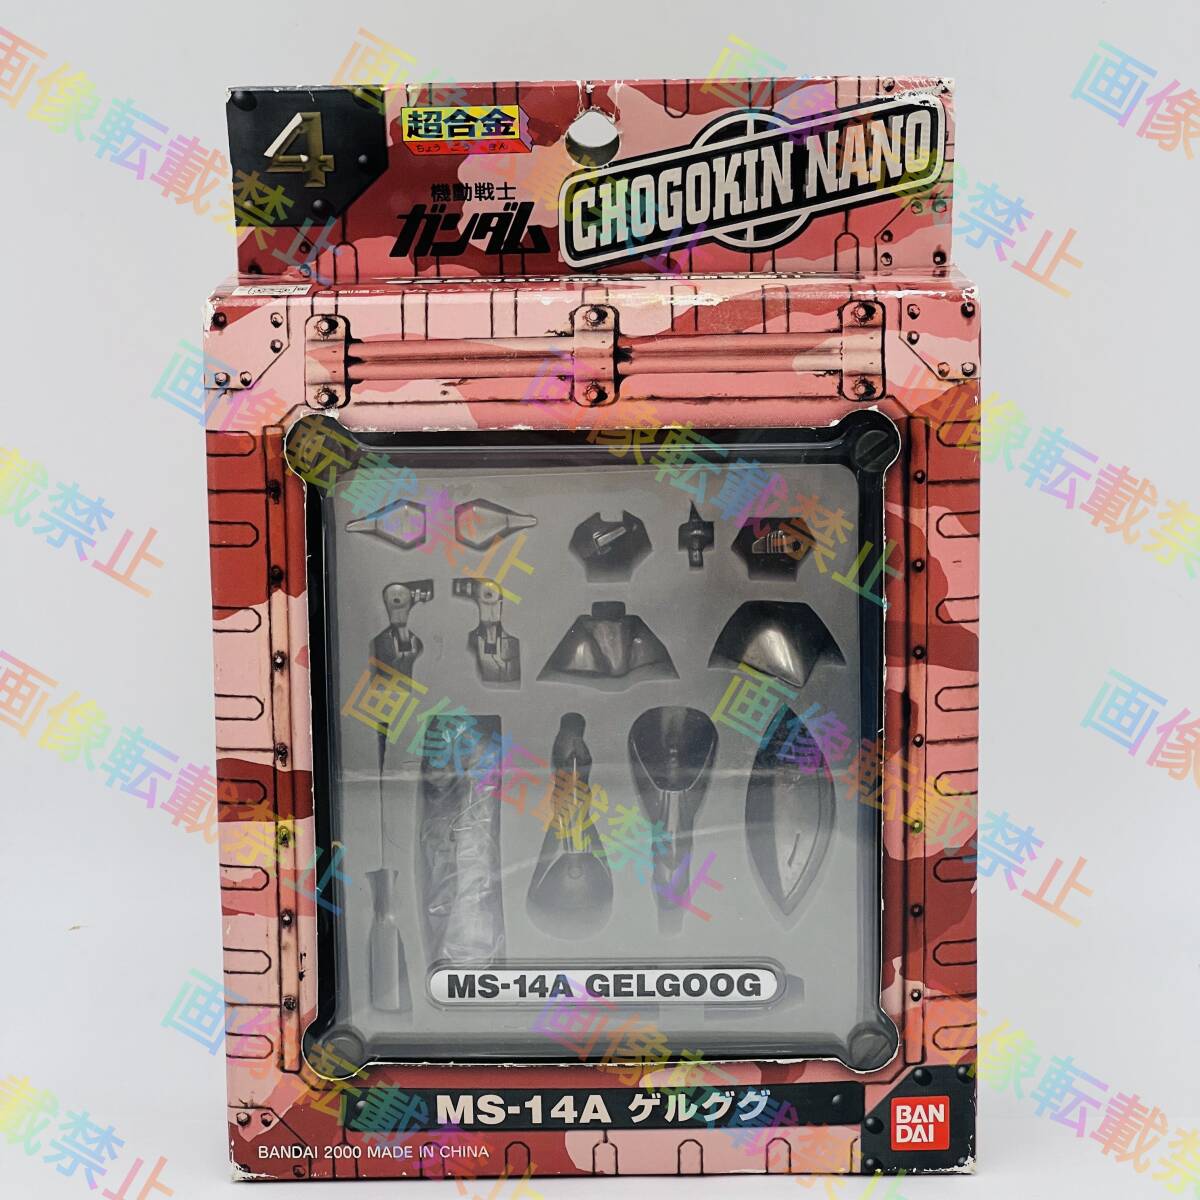 4
超合金
ちょうごうきん
CHOGOKIN NANO
機動戦士
ガンダム
MS-14A GELGOOG
MS-14A ゲルググ
BAN
DAI
BANDAI 2000 MADE IN CHINA
画像転載禁止